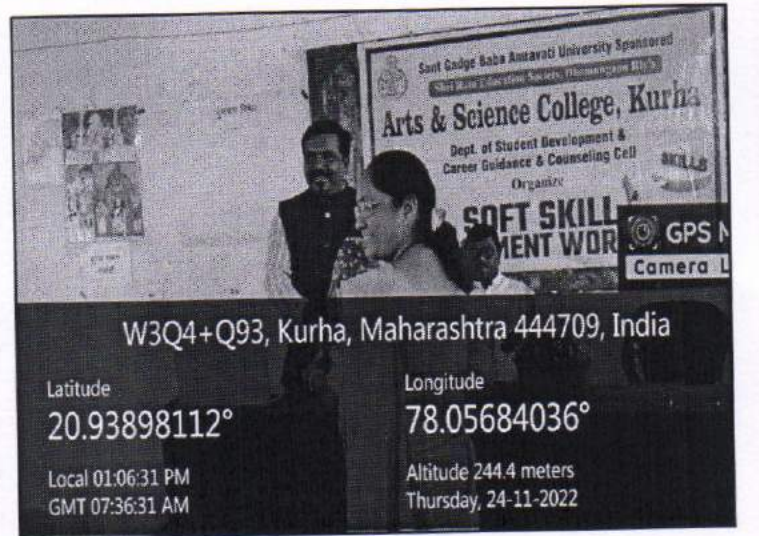 Sant Gadge Baba Amravati University Sponsored
Arts & Science College, Kurha
Dept. of Student Development &
Career Guidance & Counseling Cell
Organize
SKILLS
SOFT SKILL
MENT WOR
GPS
Camera L
W3Q4+Q93, Kurha, Maharashtra 444709, India
Latitude
20.93898112°
Longitude
78.05684036°
Local 01:06:31 PM
GMT 07:36:31 AM
Altitude 244.4 meters
Thursday, 24-11-2022